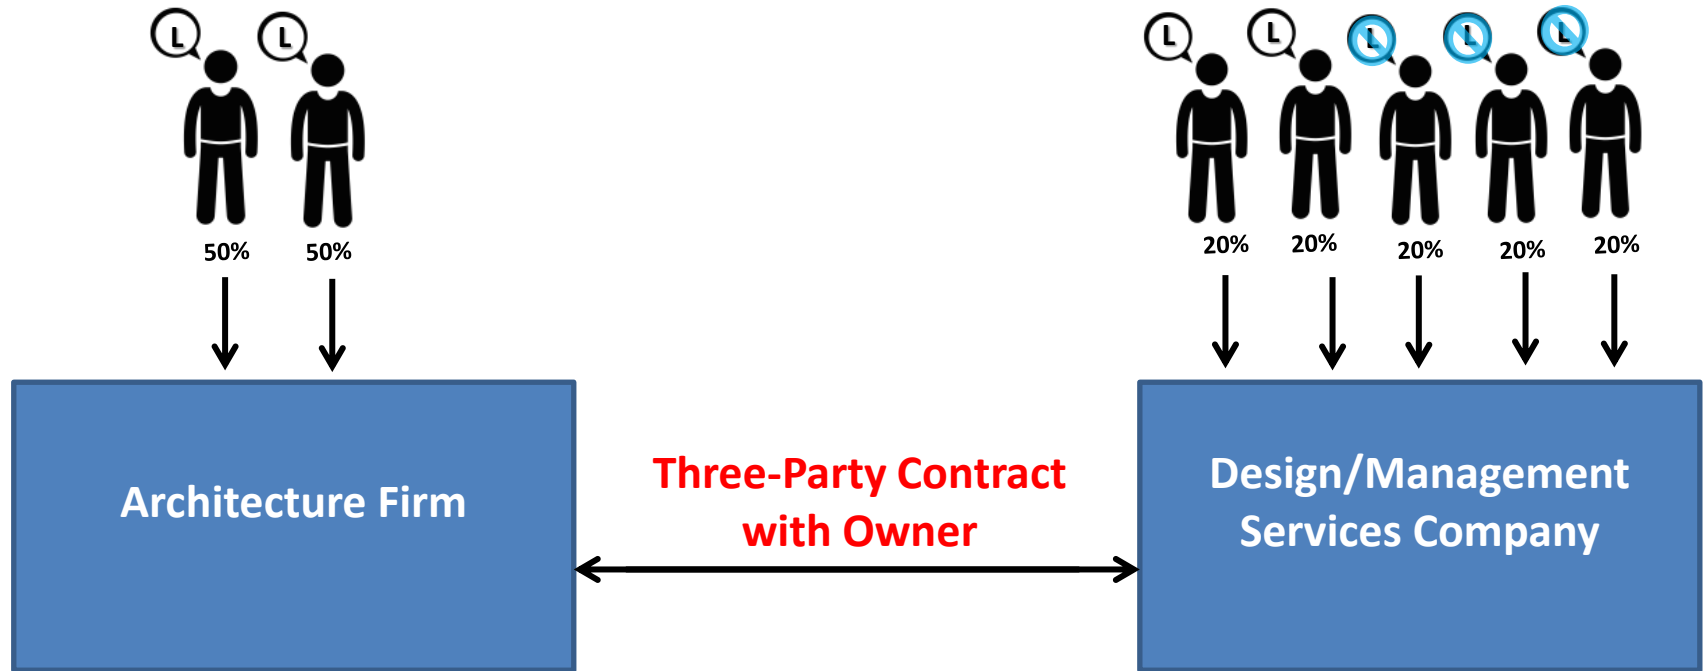 L L L L L L L
50% 50% 20% 20% 20% 20% 20%
Architecture Firm
Three-Party Contract
with Owner
Design/Management
Services Company